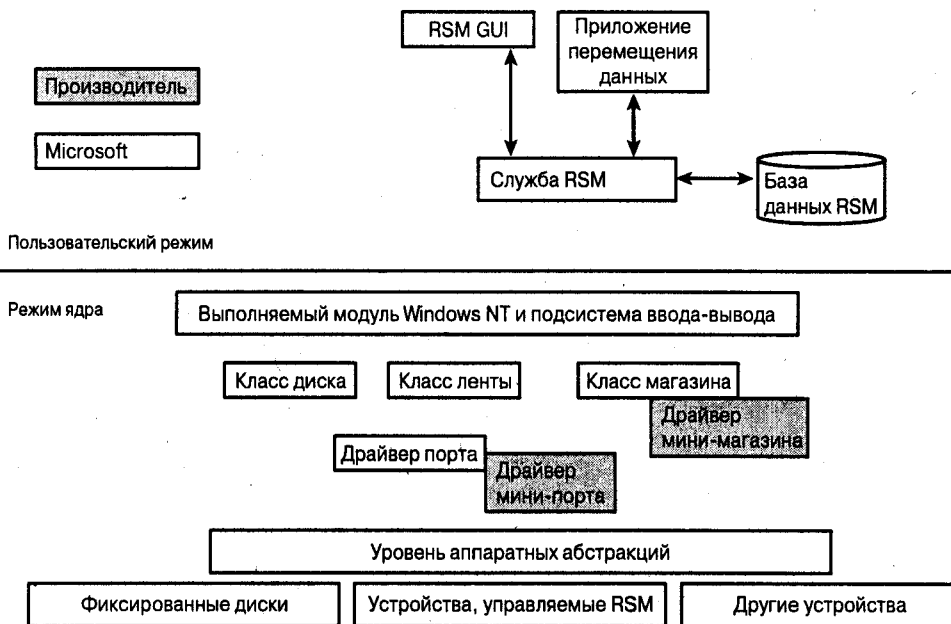 RSM GUI
Приложение
перемещения
данных
Производитель
Microsoft
Служба RSM
База
данных RSM
Пользовательский режим
Режим ядра
Выполняемый модуль Windows NT и подсистема ввода-вывода
Класс диска
Класс ленты
Класс магазина
Драйвер
мини-магазина
Драйвер порта
Драйвер
мини-порта
Уровень аппаратных абстракций
Фиксированные диски
Устройства, управляемые RSM
Другие устройства